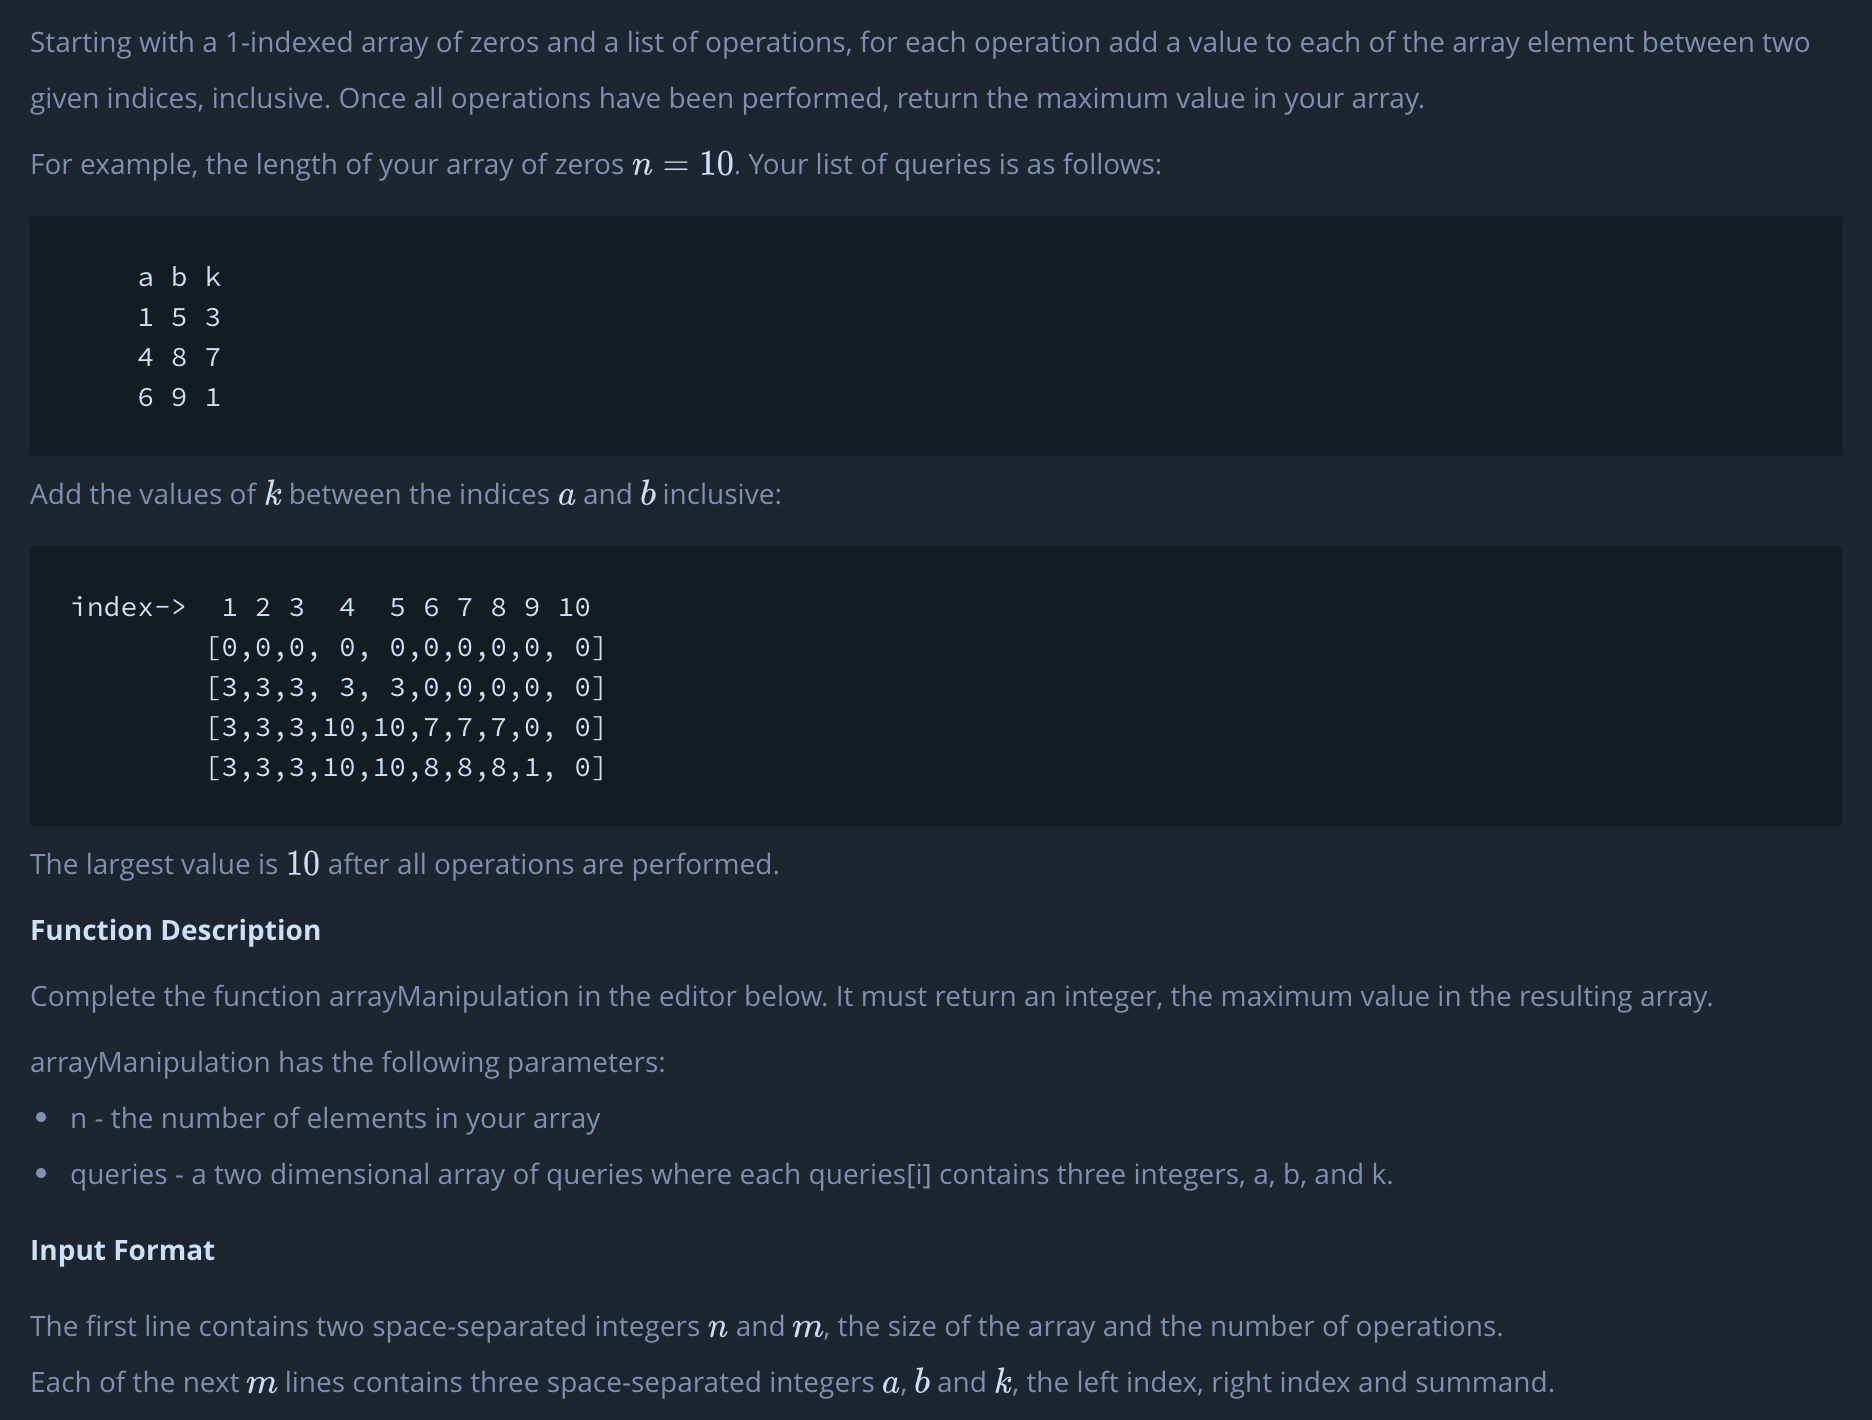 Starting with a 1-indexed array of zeros and a list of operations, for each operation add a value to each of the array element between two
given indices, inclusive. Once all operations have been performed, return the maximum value in your array.
For example, the length of your array of zeros n = 10. Your list of queries is as follows:
a b k
1 5 3
4 8 7
6 9 1
Add the values of k between the indices a and b inclusive:
index->  1 2 3  4  5 6 7 8 9 10
[0,0,0, 0, 0,0,0,0,0, 0]
[3,3,3, 3, 3,0,0,0,0, 0]
[3,3,3,10,10,7,7,7,0, 0]
[3,3,3,10,10,8,8,8,1, 0]
The largest value is 10 after all operations are performed.
Function Description
Complete the function arrayManipulation in the editor below. It must return an integer, the maximum value in the resulting array.
arrayManipulation has the following parameters:
• n - the number of elements in your array
• queries - a two dimensional array of queries where each queries[i] contains three integers, a, b, and k.
Input Format
The first line contains two space-separated integers n and m, the size of the array and the number of operations.
Each of the next m lines contains three space-separated integers a, b and k, the left index, right index and summand.